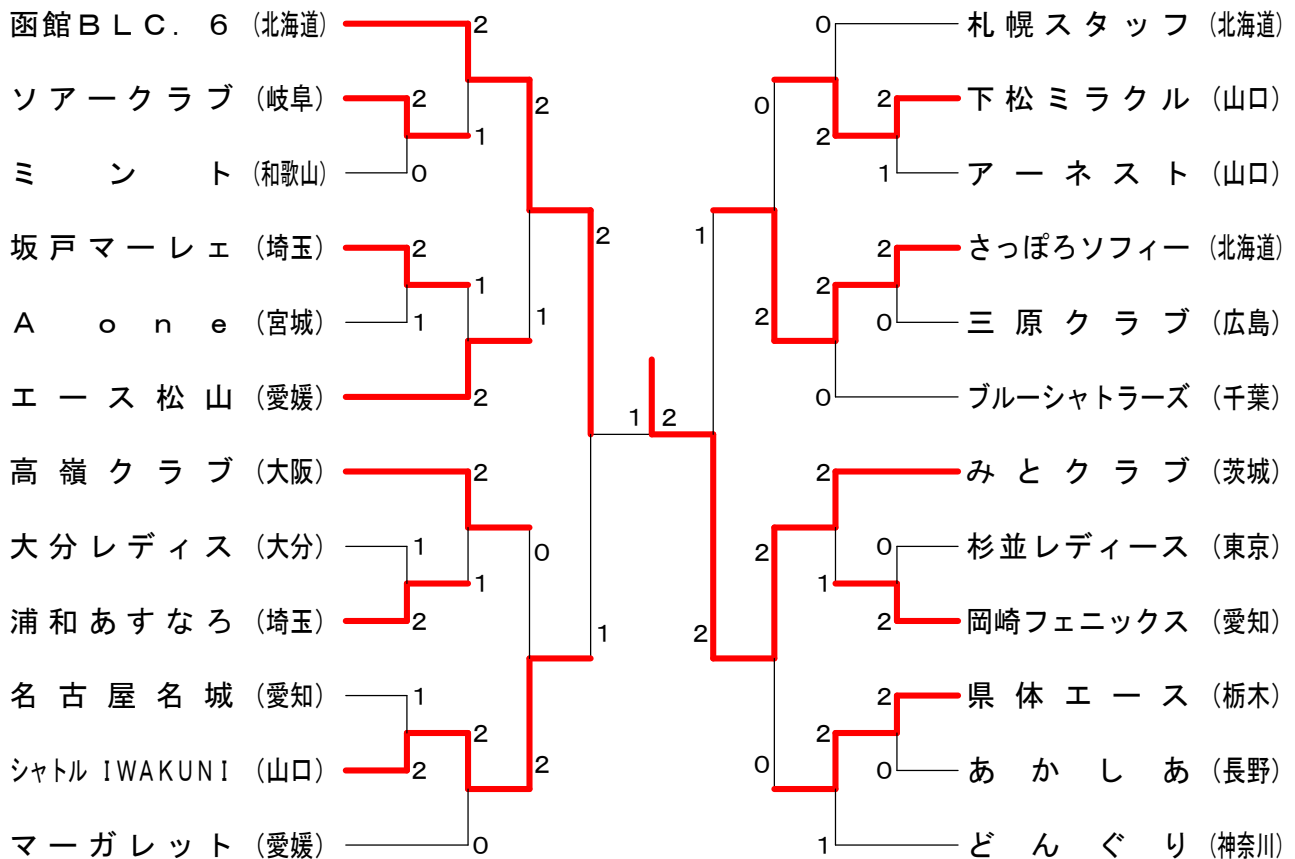 函館BLC.6 (北海道) 2 0 札幌スタッフ (北海道)
ソアークラブ (岐阜) 2 2 0 2 下松ミラクル (山口)
1 2
ミント (和歌山) 0 1 アーネスト (山口)
坂戸マーレェ (埼玉) 2 2 1 2 さっぽろソフィー (北海道)
1 2
A one (宮城) 1 1 2 0 三原クラブ (広島)
エース松山 (愛媛) 2 0 ブルーシャトラーズ (千葉)
1 2
高嶺クラブ (大阪) 2 2 みとクラブ (茨城)
大分レディス (大分) 1 0 2 0 杉並レディース (東京)
1 1
浦和あすなろ (埼玉) 2 1 2 2 岡崎フェニックス (愛知)
名古屋名城 (愛知) 1 2 県体エース (栃木)
2 2
シャトル IWAKUNI (山口) 2 2 0 0 あかしあ (長野)
マーガレット (愛媛) 0 1 どんぐり (神奈川)